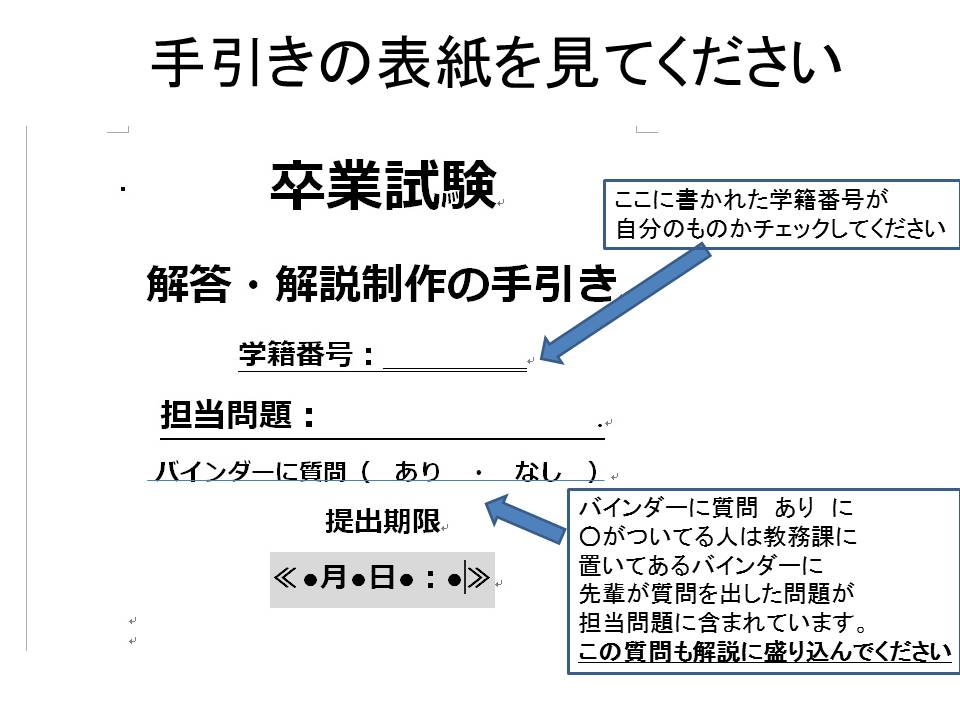 手引きの表紙を見てください
卒業試験
ここに書かれた学籍番号が
自分のものかチェックしてください
解答・解説制作の手引き
学籍番号：
担当問題：
バインダーに質問（　あり　・　なし　）
提出期限
≪●月●日●：●≫
バインダーに質問　あり　に
〇がついてる人は教務課に
置いてあるバインダーに
先輩が質問を出した問題が
担当問題に含まれています。
この質問も解説に盛り込んでください